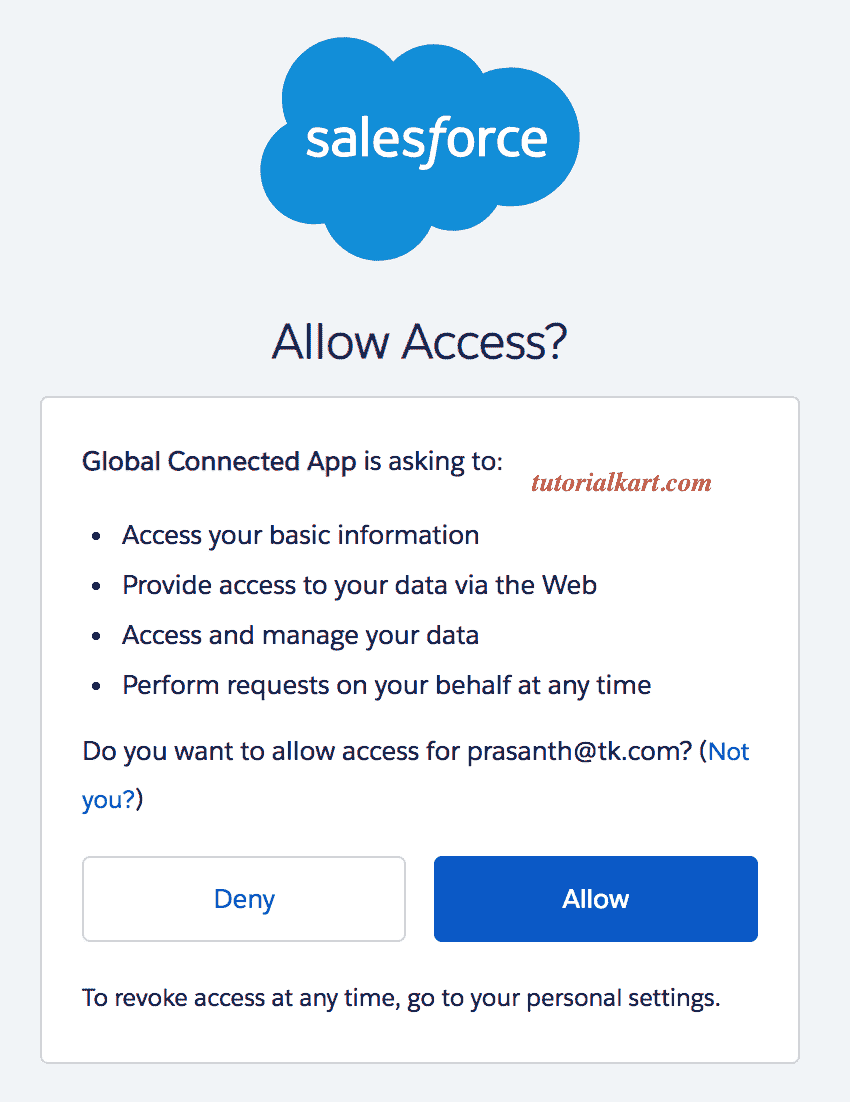 salesforce
Allow Access?
Global Connected App is asking to:
tutorialkart.com
• Access your basic information
• Provide access to your data via the Web
• Access and manage your data
• Perform requests on your behalf at any time
Do you want to allow access for prasanth@tk.com? (Not
you?)
Deny
Allow
To revoke access at any time, go to your personal settings.